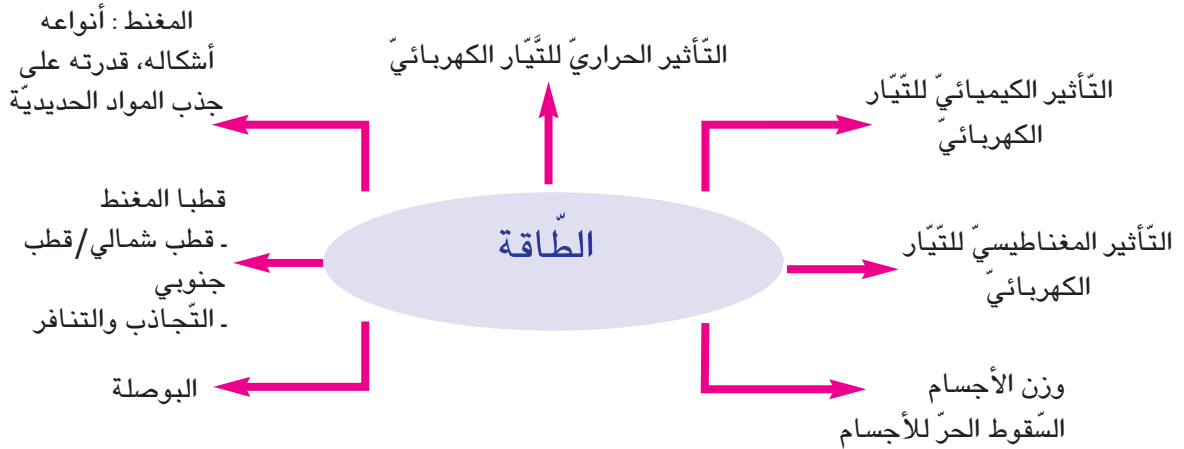 المغنط : أنواعه
أشكاله، قدرته على
جذب المواد الحديديّة
التّأثير الحراريّ للتَّيّار الكهربائيّ
التّأثير الكيميائيّ للتّيّار
الكهربائيّ
الطّاقة
قطبا المغنط
ـ قطب شمالي/قطب
جنوبي
ـ التّجاذب والتنافر
التّأثير المغناطيسيّ للتّيّار
الكهربائيّ
البوصلة
وزن الأجسام
السّقوط الحرّ للأجسام